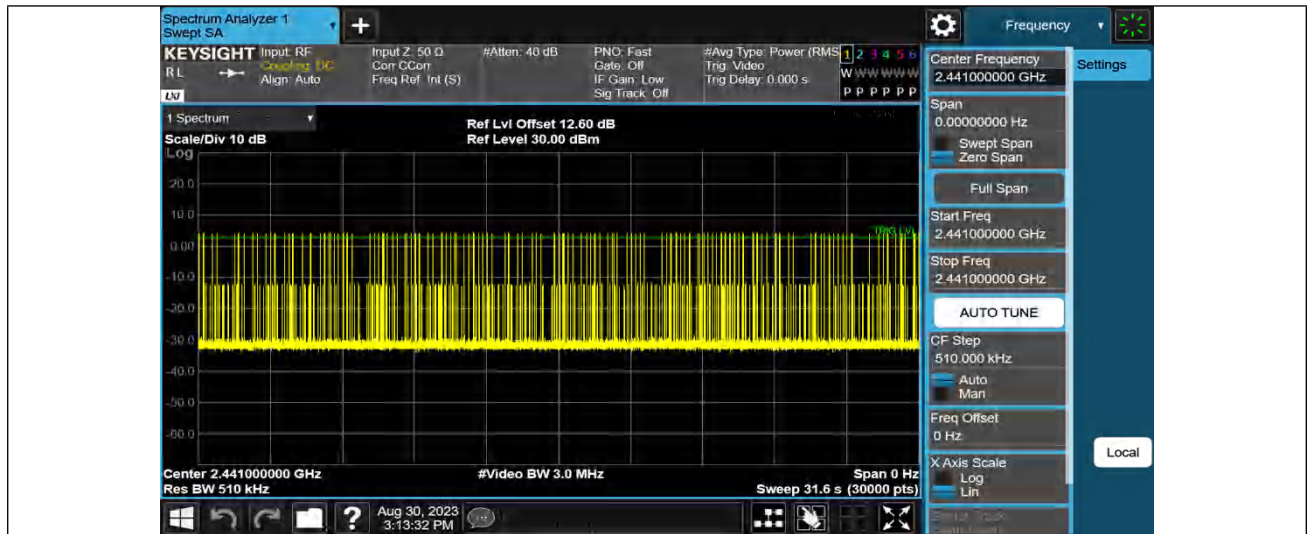 Spectrum Analyzer 1
Swept SA
Frequency
KEYSIGHT
R L
LXI
Input: RF
Coupling: DC
Align: Auto
Input Z: 50 Ω
Corr CCorr
Freq Ref: Int (S)
#Atten: 40 dB
PNO: Fast
Gate: Off
IF Gain: Low
Sig Track: Off
#Avg Type: Power (RMS
Trig: Video
Trig Delay: 0.000 s
1 2 3 4 5 6
W W W W W W
P P P P P P
1 Spectrum
Scale/Div 10 dB
Ref Lvl Offset 12.60 dB
Ref Level 30.00 dBm
Log
20.0
10.0
0.00
-10.0
-20.0
-30.0
-40.0
-50.0
-60.0
TRIG LVL
Center 2.441000000 GHz
Res BW 510 kHz
#Video BW 3.0 MHz
Span 0 Hz
Sweep 31.6 s (30000 pts)
Aug 30, 2023
3:13:32 PM
Center Frequency
2.441000000 GHz
Span
0.00000000 Hz
Swept Span
Zero Span
Full Span
Start Freq
2.441000000 GHz
Stop Freq
2.441000000 GHz
AUTO TUNE
CF Step
510.000 kHz
Auto
Man
Freq Offset
0 Hz
X Axis Scale
Log
Lin
Settings
Local